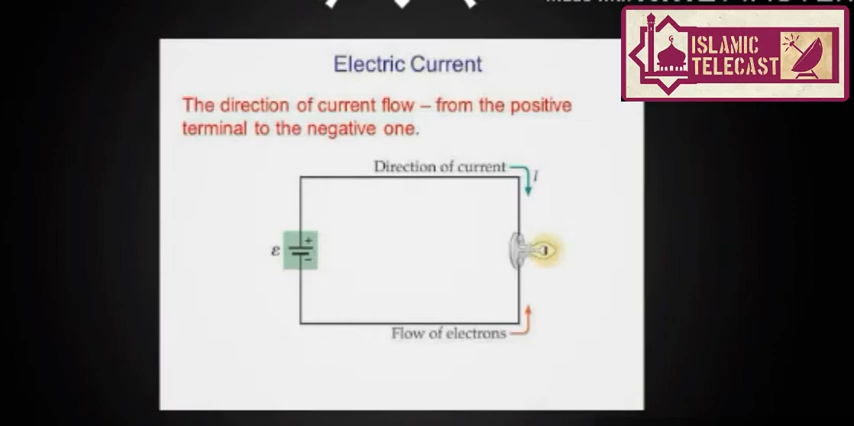 ISLAMIC
TELECAST
Electric Current
The direction of current flow – from the positive
terminal to the negative one.
Direction of current
I
ε
+
-
Flow of electrons